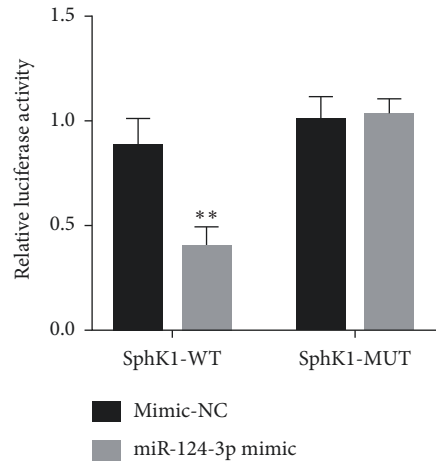 Relative luciferase activity
1.5
1.0
0.5
0.0
**
SphK1-WT
SphK1-MUT
Mimic-NC
miR-124-3p mimic